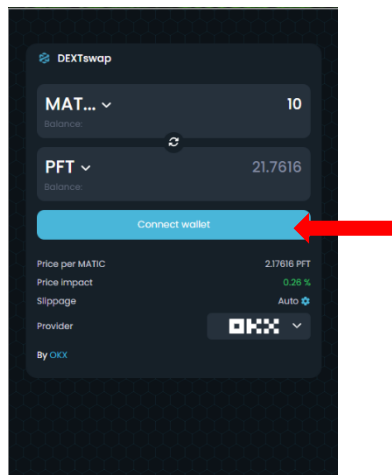 DEXTswap
MAT... 10
Balance:
PFT 21.7616
Balance:
Connect wallet
Price per MATIC 2.17616 PFT
Price impact 0.26 %
Slippage Auto
Provider OKX
By OKX